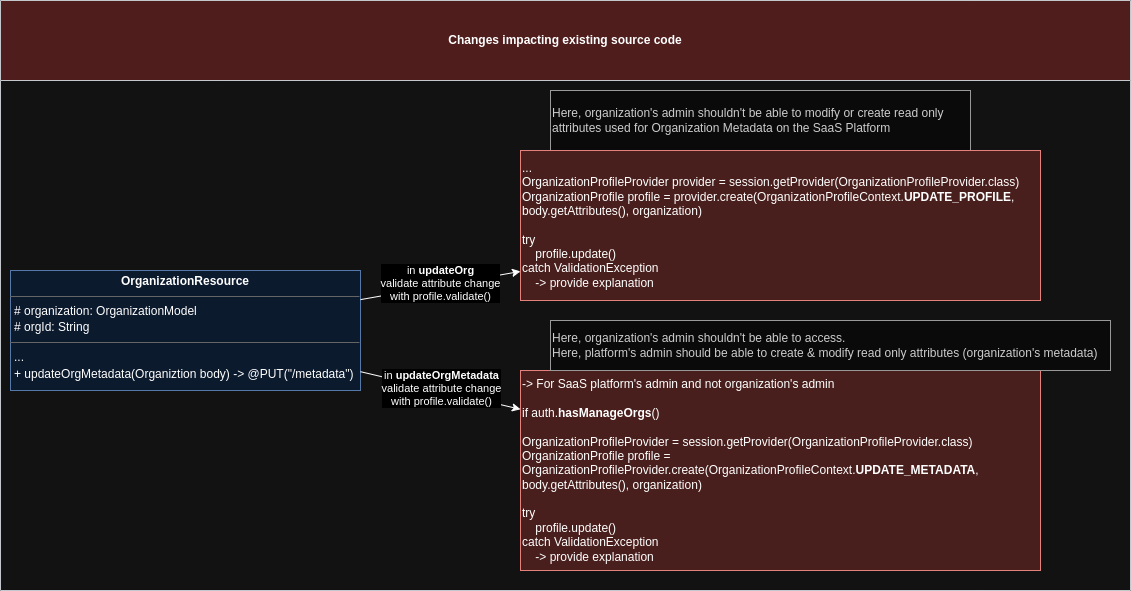 Changes impacting existing source code
Here, organization's admin shouldn't be able to modify or create read only
attributes used for Organization Metadata on the SaaS Platform
...
OrganizationProfileProvider provider = session.getProvider(OrganizationProfileProvider.class)
OrganizationProfile profile = provider.create(OrganizationProfileContext.UPDATE_PROFILE,
body.getAttributes(), organization)
try
profile.update()
catch ValidationException
-> provide explanation
in updateOrg
validate attribute change
with profile.validate()
OrganizationResource
# organization: OrganizationModel
# orgId: String
...
+ updateOrgMetadata(Organiztion body) -> @PUT("/metadata")
in updateOrgMetadata
validate attribute change
with profile.validate()
Here, organization's admin shouldn't be able to access.
Here, platform's admin should be able to create & modify read only attributes (organization's metadata)
-> For SaaS platform's admin and not organization's admin
if auth.hasManageOrgs()
OrganizationProfileProvider = session.getProvider(OrganizationProfileProvider.class)
OrganizationProfile profile =
OrganizationProfileProvider.create(OrganizationProfileContext.UPDATE_METADATA,
body.getAttributes(), organization)
try
profile.update()
catch ValidationException
-> provide explanation